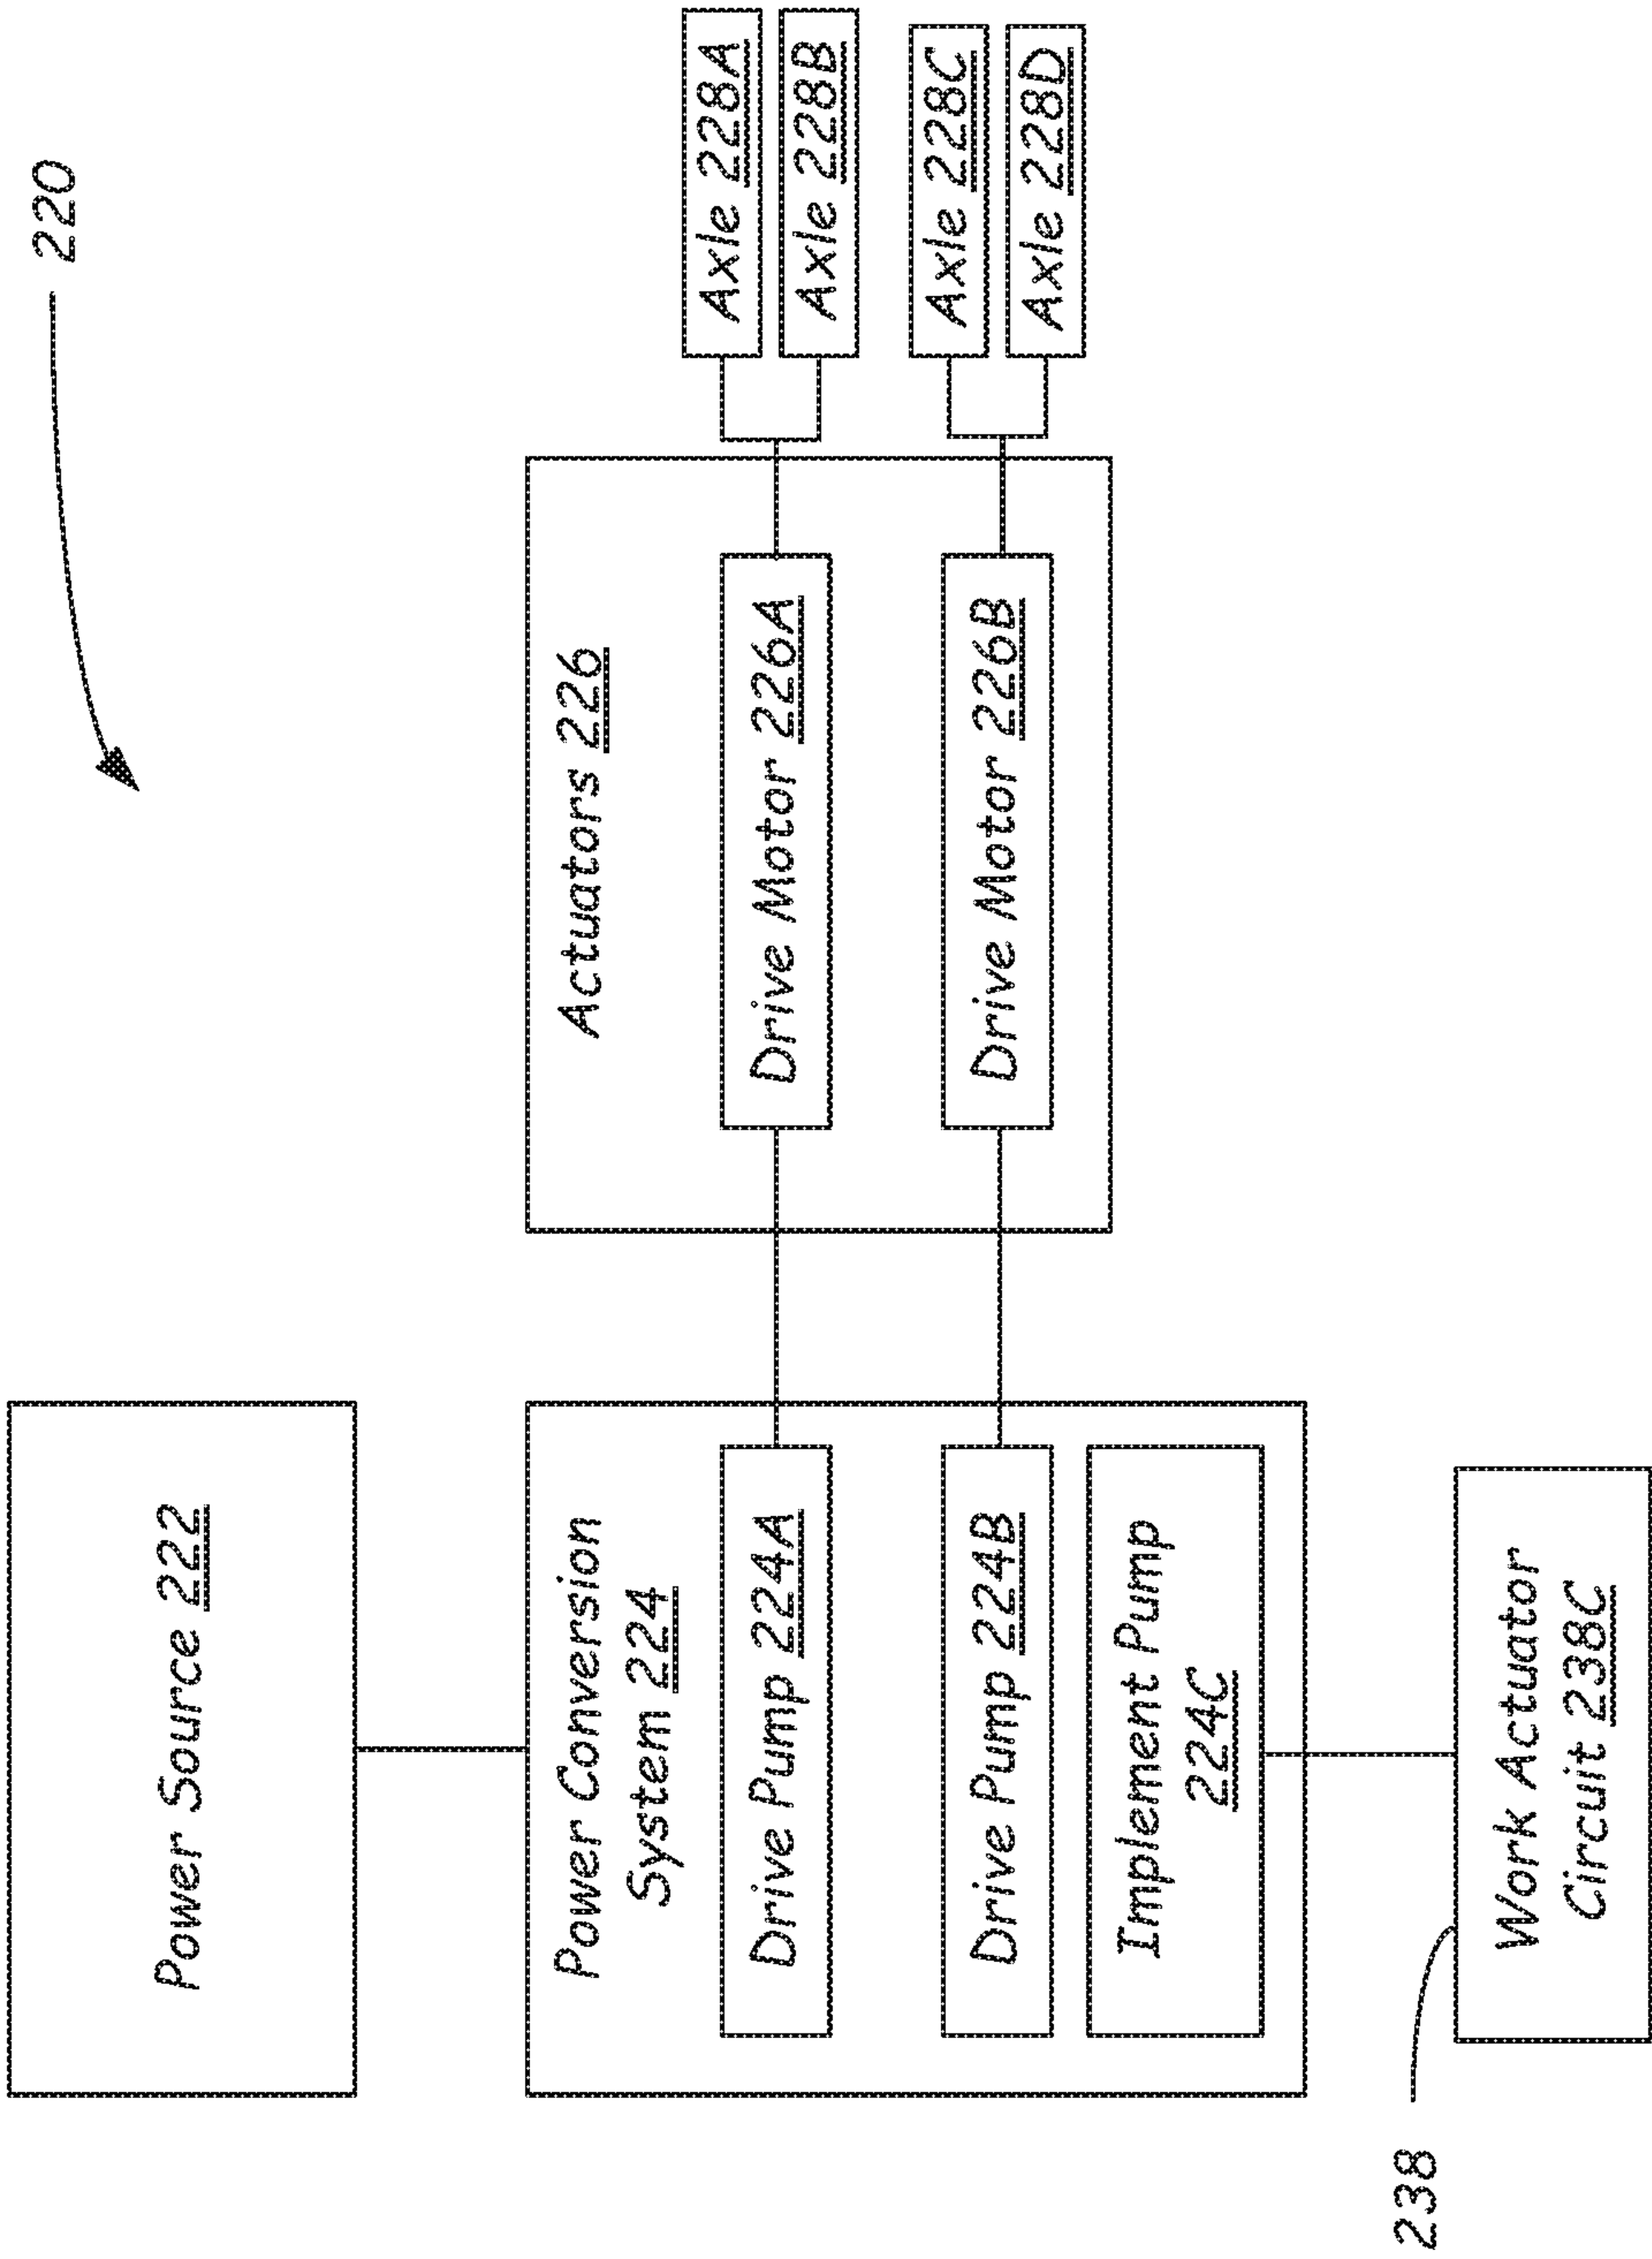 220
Power Source 222
Power Conversion
System 224
Drive Pump 224A
Drive Pump 224B
Implement Pump
224C
Actuators 226
Drive Motor 226A
Drive Motor 226B
Axle 228A
Axle 228B
Axle 228C
Axle 228D
238
Work Actuator
Circuit 238C